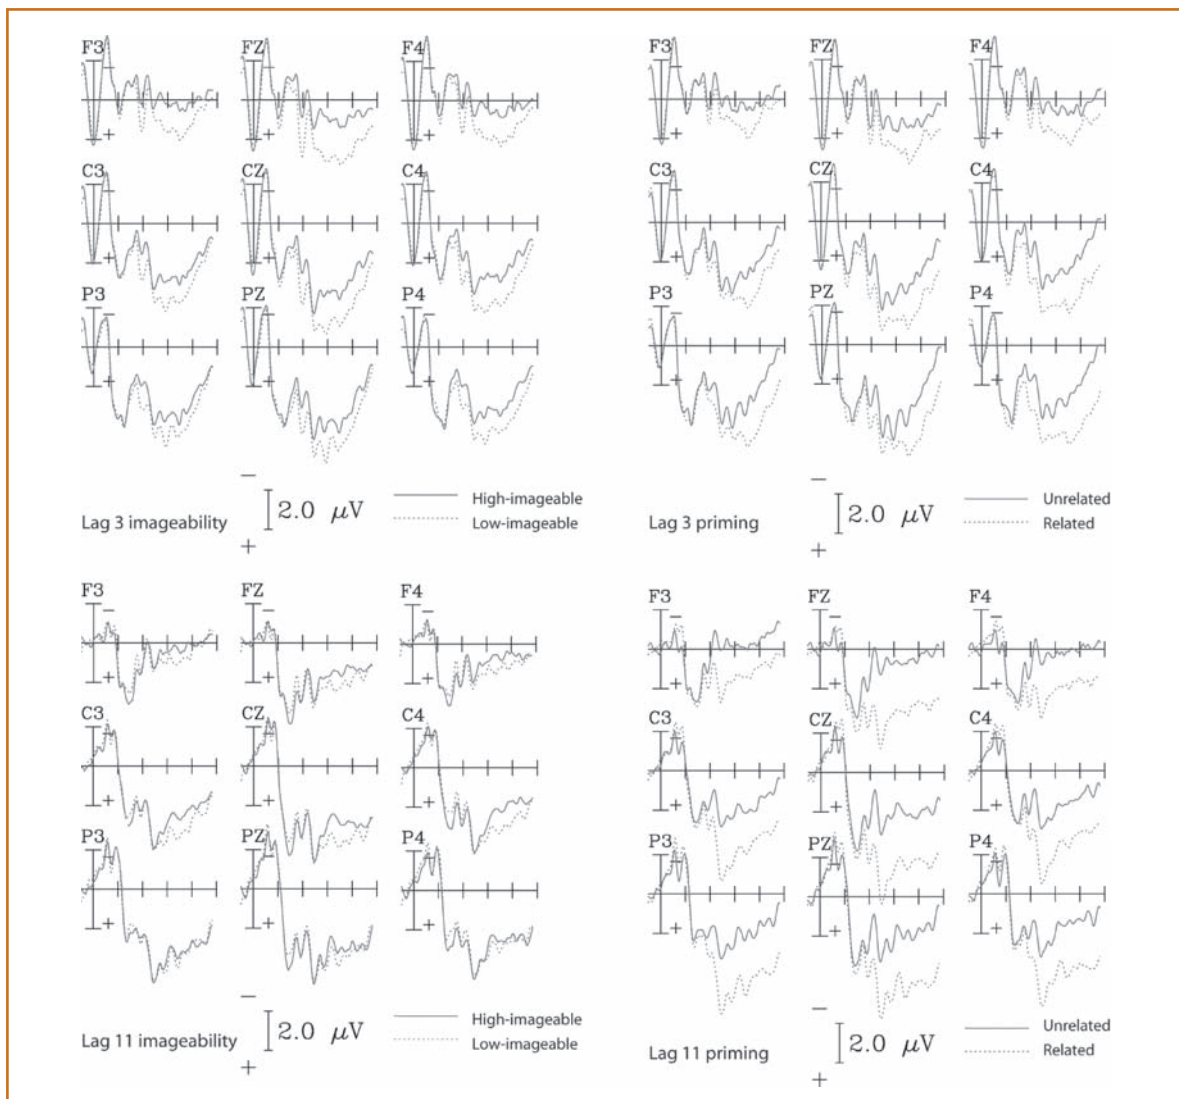 F3 FZ F4
− − −
+ + +
C3 CZ C4
− − −
+ + +
P3 PZ P4
− − −
+ + +
−
2.0 μV
+
Lag 3 imageability
High-imageable
Low-imageable
F3 FZ F4
− − −
+ + +
C3 CZ C4
− − −
+ + +
P3 PZ P4
− − −
+ + +
−
2.0 μV
+
Lag 3 priming
Unrelated
Related
F3 FZ F4
− − −
+ + +
C3 CZ C4
− − −
+ + +
P3 PZ P4
− − −
+ + +
−
2.0 μV
+
Lag 11 imageability
High-imageable
Low-imageable
F3 FZ F4
− − −
+ + +
C3 CZ C4
− − −
+ + +
P3 PZ P4
− − −
+ + +
−
2.0 μV
+
Lag 11 priming
Unrelated
Related